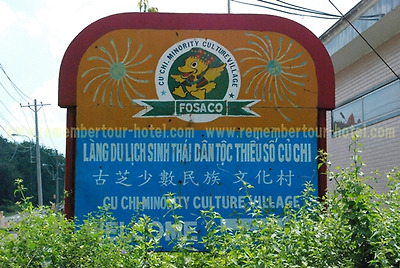 CU CHI MINORITY CULTURE VILLAGE
FOSACO
www.remembertour-hotel.com www.remembertour-hotel.com
LÀNG DU LỊCH SINH THÁI DÂN TỘC THIỂU SỐ CỦ CHI
古芝少數民族 文化村
CU CHI MINORITY CULTURE VILLAGE
WELCOME